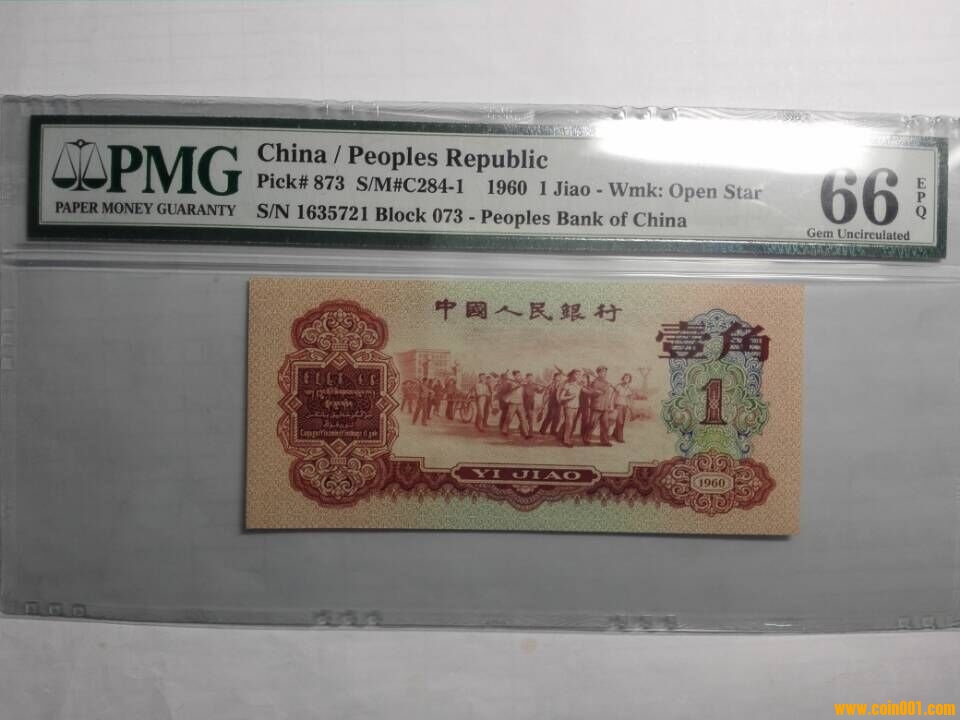 PMG
PAPER MONEY GUARANTY
China / Peoples Republic
Pick# 873 S/M#C284-1 1960 1 Jiao - Wmk: Open Star
S/N 1635721 Block 073 - Peoples Bank of China
66
EPQ
Gem Uncirculated
中國人民銀行
壹角
1
YI JIAO
1960
www.coin001.com